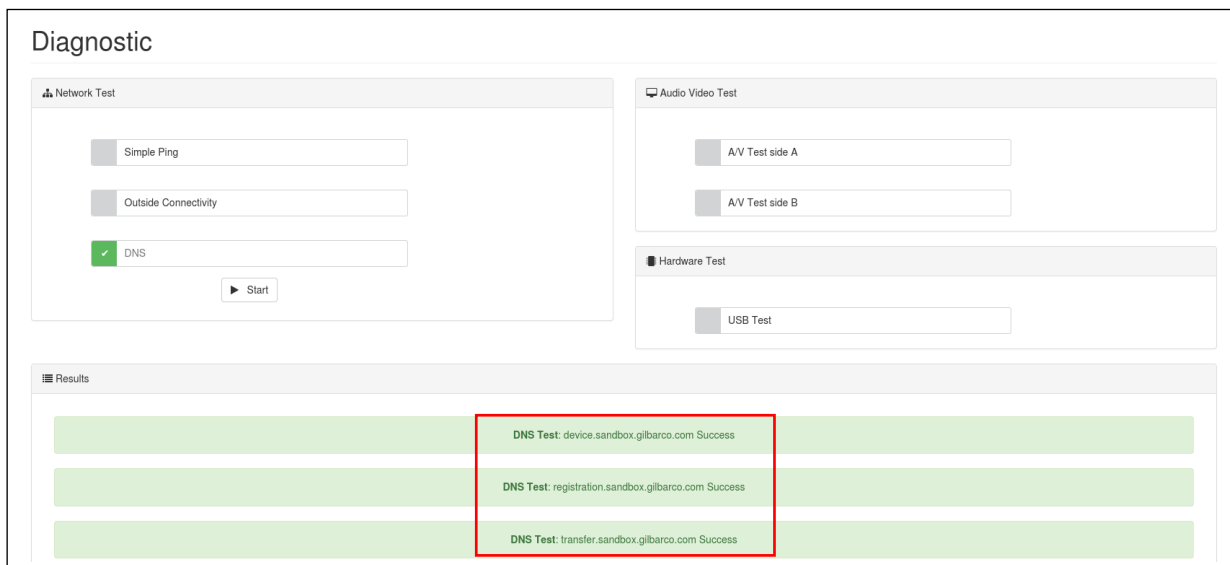 Diagnostic
Network Test
Simple Ping
Outside Connectivity
DNS
Start
Audio Video Test
A/V Test side A
A/V Test side B
Hardware Test
USB Test
Results
DNS Test: device.sandbox.gilbarco.com Success
DNS Test: registration.sandbox.gilbarco.com Success
DNS Test: transfer.sandbox.gilbarco.com Success